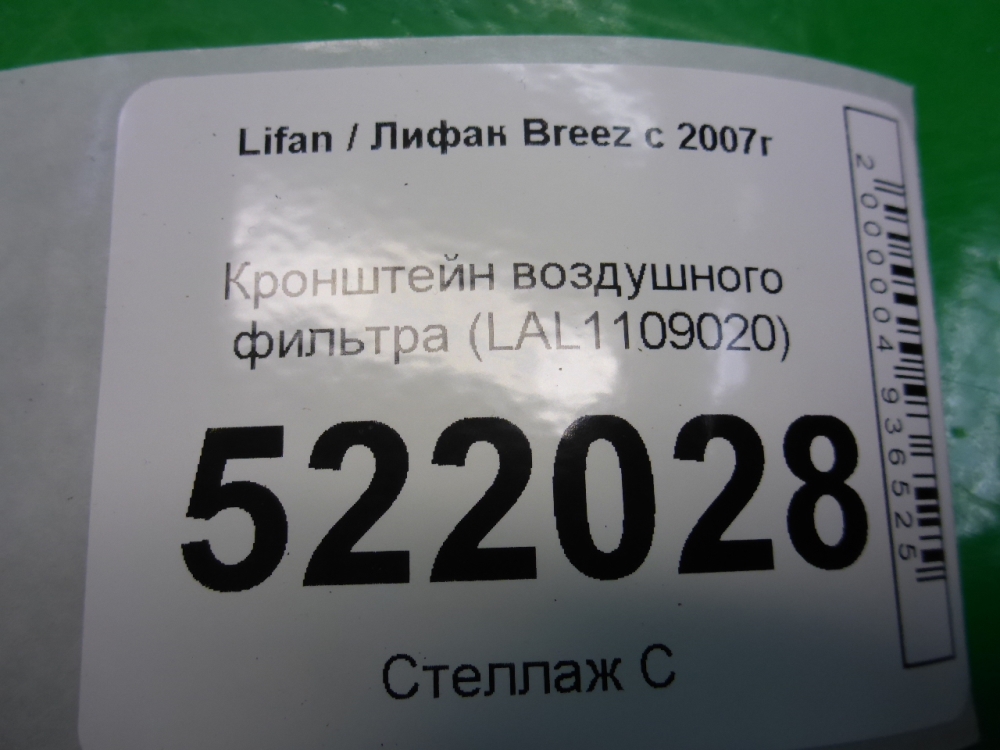 Lifan / Лифан Breez с 2007г
Кронштейн воздушного
фильтра (LAL1109020)
522028
Стеллаж С
2000004936525